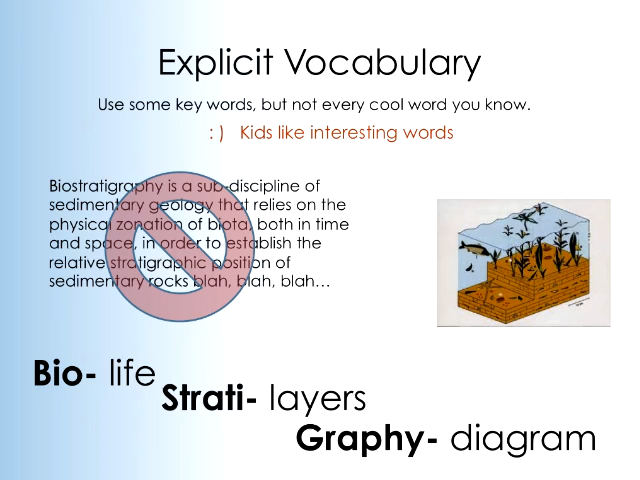 Explicit Vocabulary
Use some key words, but not every cool word you know.
: ) Kids like interesting words
Biostratigraphy is a sub-discipline of
sedimentary geology that relies on the
physical zonation of biota, both in time
and space, in order to establish the
relative stratigraphic position of
sedimentary rocks blah, blah, blah…
Bio- life
Strati- layers
Graphy- diagram